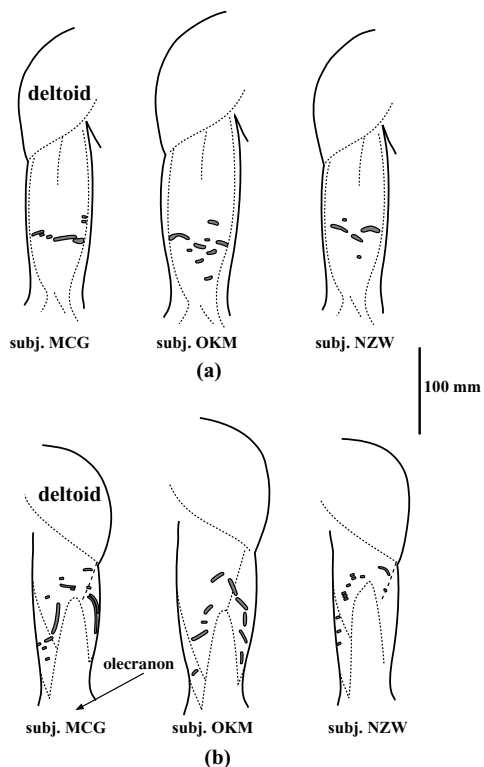 deltoid
subj. MCG
subj. OKM
subj. NZW
(a)
100 mm
deltoid
olecranon
subj. MCG
subj. OKM
subj. NZW
(b)